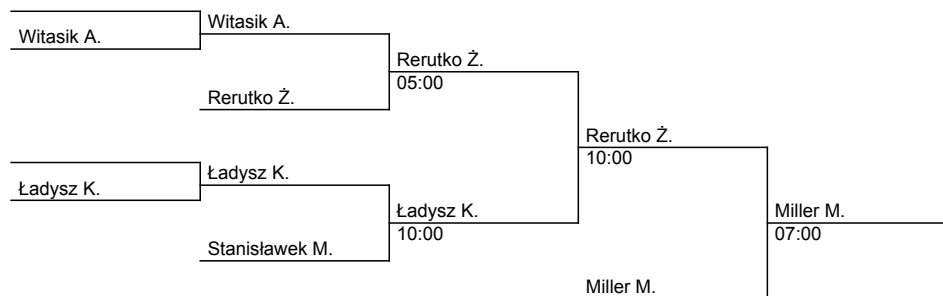 Witasik A.
Witasik A.
Rerutko Ż.
05:00
Rerutko Ż.
Rerutko Ż.
10:00
Ładysz K.
Ładysz K.
Ładysz K.
10:00
Miller M.
07:00
Stanisławek M.
Miller M.